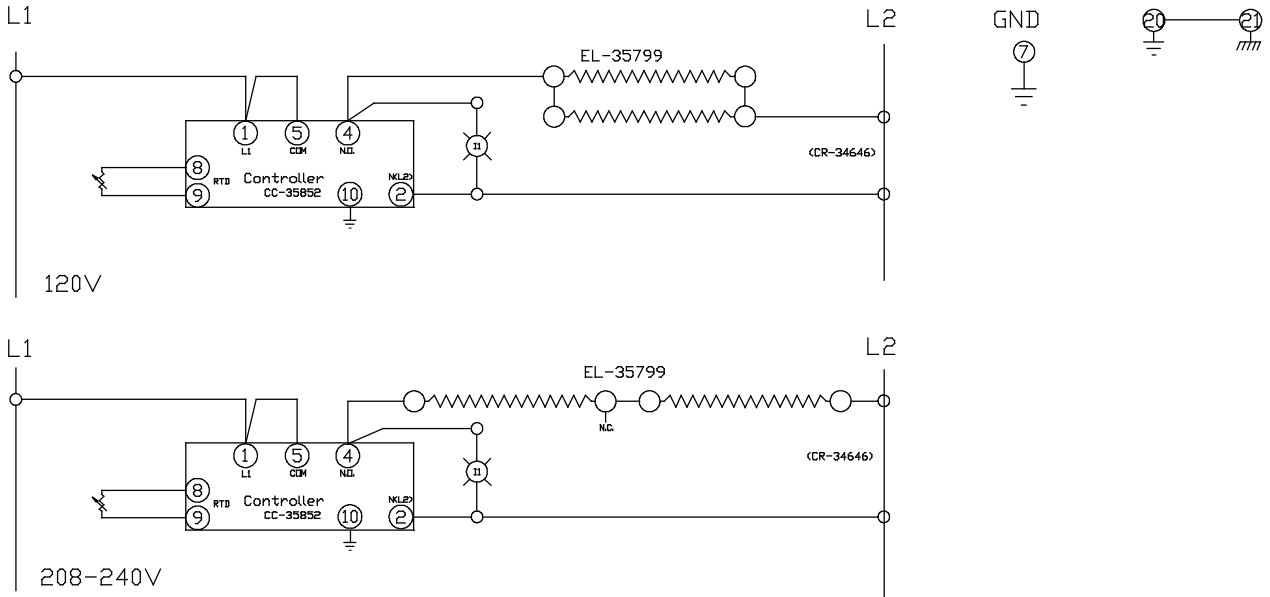 L1
L2
GND
20
21
EL-35799
7
1
5
4
L1
COM
N.O.
I1
(CR-34646)
8
RTD
Controller
N(L2)
9
CC-35852
10
2
120V
L1
L2
EL-35799
N.C.
1
5
4
L1
COM
N.O.
I1
(CR-34646)
8
RTD
Controller
N(L2)
9
CC-35852
10
2
208-240V